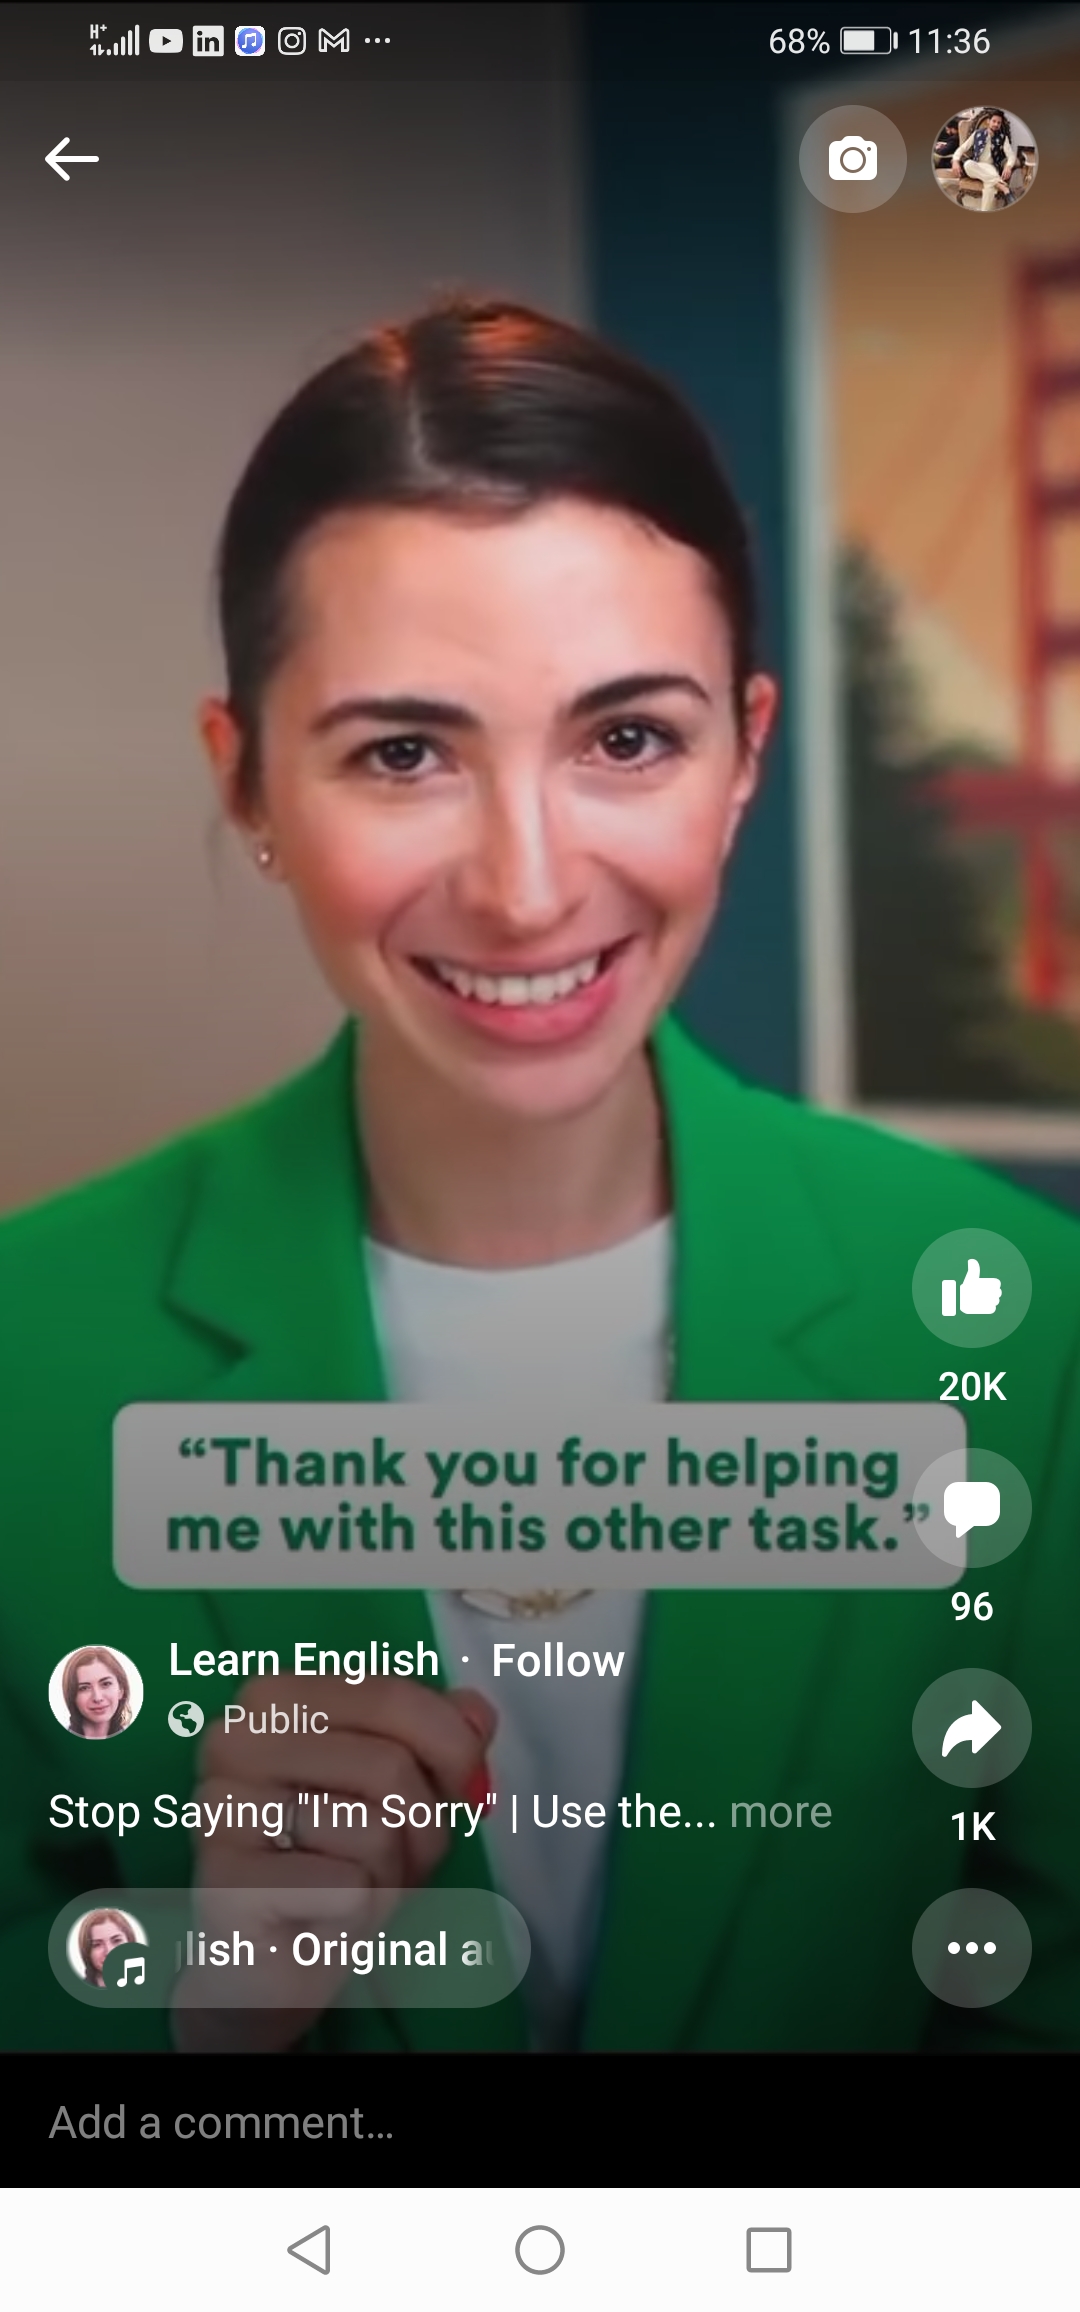 68% 11:36
“Thank you for helping
me with this other task.”
20K
96
Learn English · Follow
Public
Stop Saying "I'm Sorry" | Use the... more
1K
lish · Original a
Add a comment...